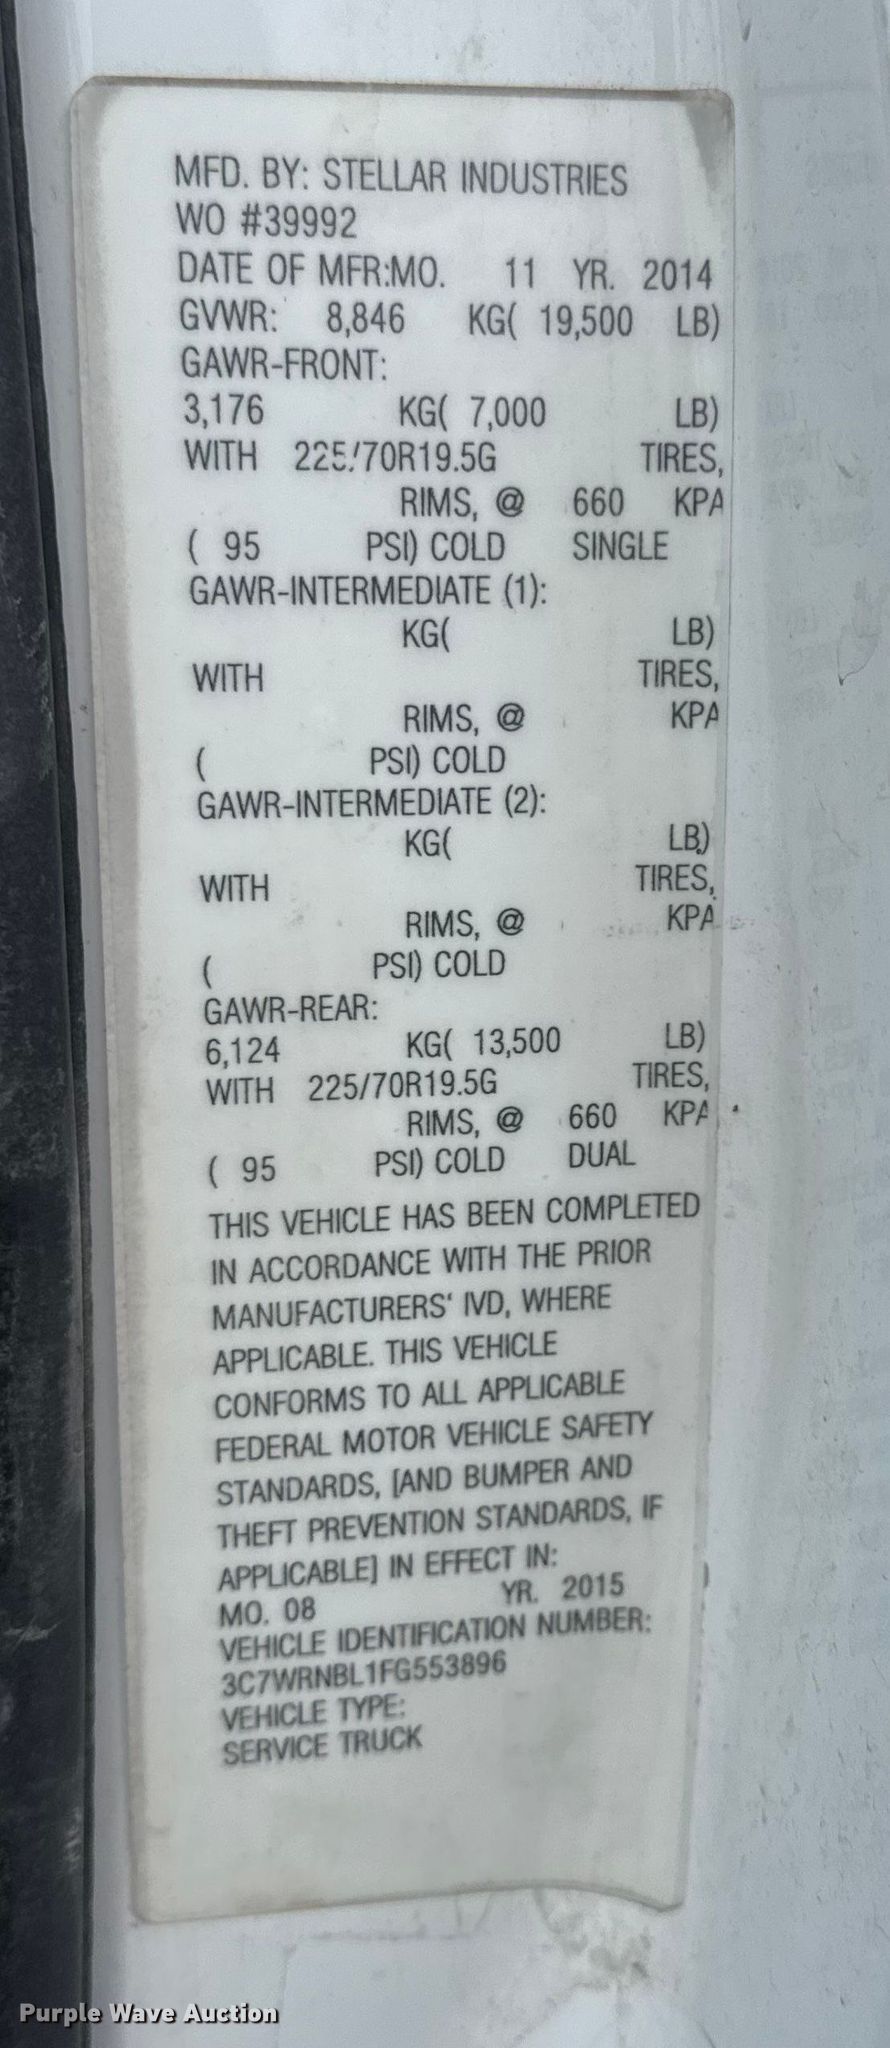 MFD. BY: STELLAR INDUSTRIES
WO #39992
DATE OF MFR:MO. 11 YR. 2014
GVWR: 8,846 KG( 19,500 LB)
GAWR-FRONT:
3,176 KG( 7,000 LB)
WITH 225/70R19.5G TIRES,
RIMS, @ 660 KPA
( 95 PSI) COLD SINGLE
GAWR-INTERMEDIATE (1):
KG( LB)
WITH TIRES,
RIMS, @ KPA
( PSI) COLD
GAWR-INTERMEDIATE (2):
KG( LB)
WITH TIRES,
RIMS, @ KPA
( PSI) COLD
GAWR-REAR:
6,124 KG( 13,500 LB)
WITH 225/70R19.5G TIRES,
RIMS, @ 660 KPA
( 95 PSI) COLD DUAL
THIS VEHICLE HAS BEEN COMPLETED
IN ACCORDANCE WITH THE PRIOR
MANUFACTURERS' IVD, WHERE
APPLICABLE. THIS VEHICLE
CONFORMS TO ALL APPLICABLE
FEDERAL MOTOR VEHICLE SAFETY
STANDARDS, [AND BUMPER AND
THEFT PREVENTION STANDARDS, IF
APPLICABLE] IN EFFECT IN:
MO. 08 YR. 2015
VEHICLE IDENTIFICATION NUMBER:
3C7WRNBL1FG553896
VEHICLE TYPE:
SERVICE TRUCK
Purple Wave Auction